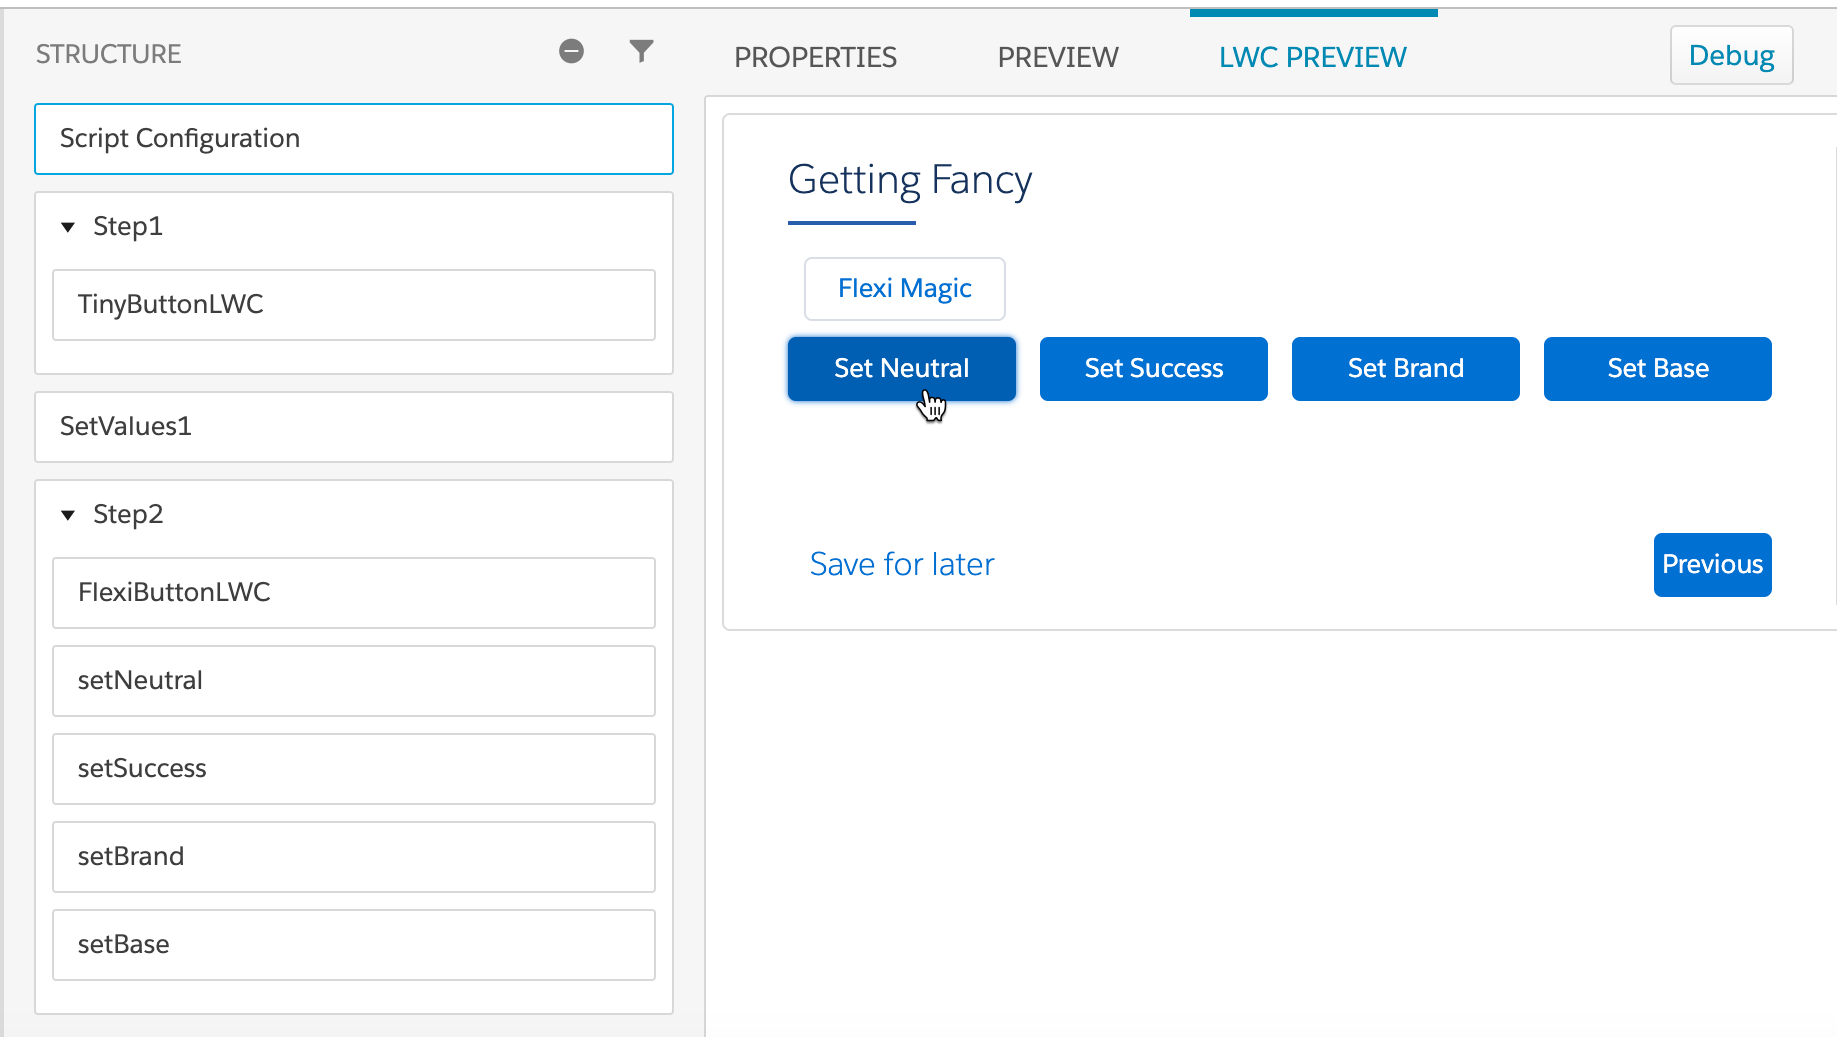 STRUCTURE
Script Configuration
Step1
TinyButtonLWC
SetValues1
Step2
FlexiButtonLWC
setNeutral
setSuccess
setBrand
setBase
PROPERTIES PREVIEW LWC PREVIEW Debug
Getting Fancy
Flexi Magic
Set Neutral Set Success Set Brand Set Base
Save for later Previous